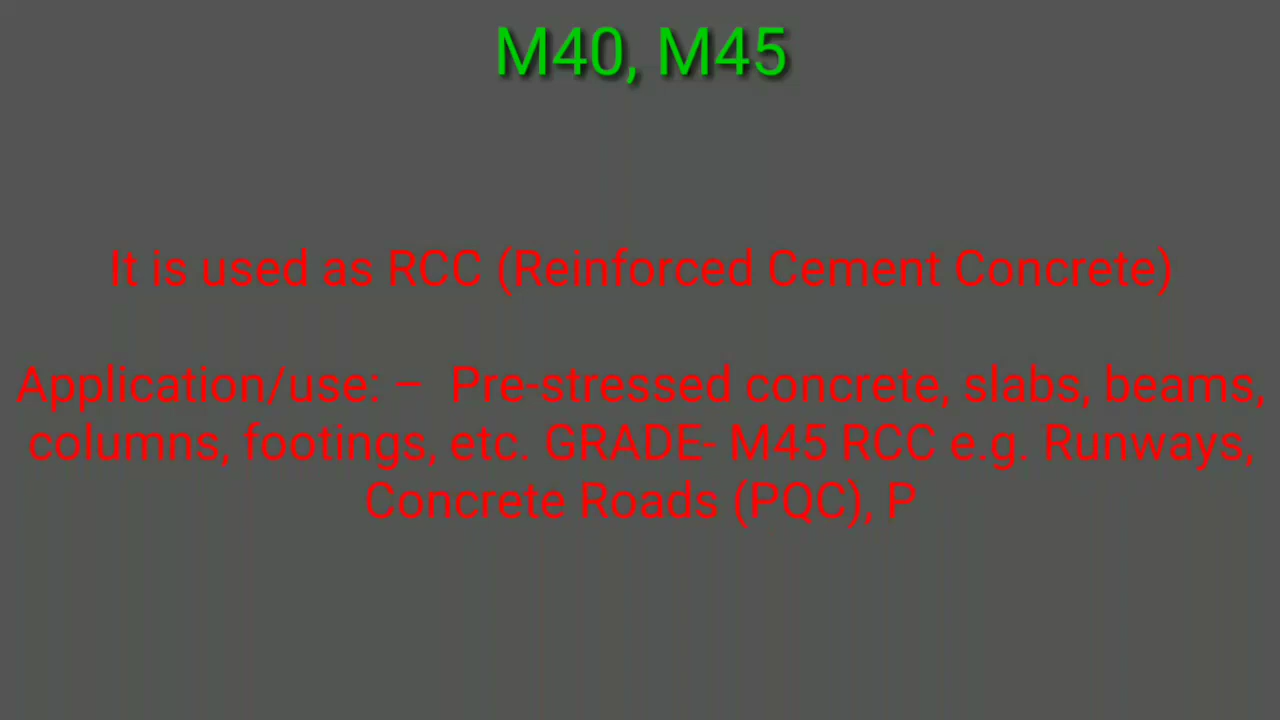 M40, M45
It is used as RCC (Reinforced Cement Concrete)
Application/use: – Pre-stressed concrete, slabs, beams,
columns, footings, etc. GRADE- M45 RCC e.g. Runways,
Concrete Roads (PQC), P